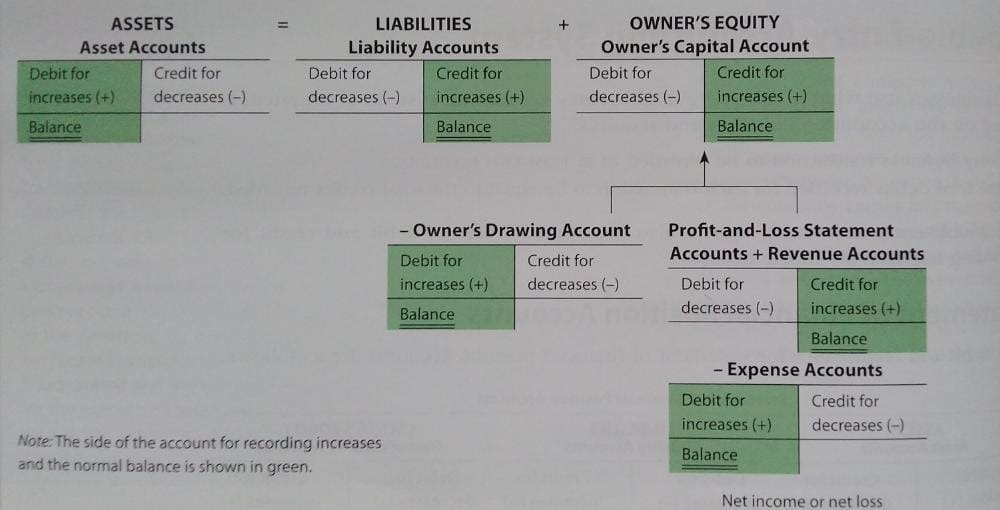 ASSETS = LIABILITIES + OWNER'S EQUITY
Asset Accounts
Liability Accounts
Owner's Capital Account
Debit for
increases (+)
Credit for
decreases (–)
Balance
Debit for
decreases (–)
Credit for
increases (+)
Balance
Debit for
decreases (–)
Credit for
increases (+)
Balance
– Owner's Drawing Account
Debit for
increases (+)
Credit for
decreases (–)
Balance
Profit-and-Loss Statement
Accounts + Revenue Accounts
Debit for
decreases (–)
Credit for
increases (+)
Balance
– Expense Accounts
Debit for
increases (+)
Credit for
decreases (–)
Balance
Note: The side of the account for recording increases
and the normal balance is shown in green.
Net income or net loss